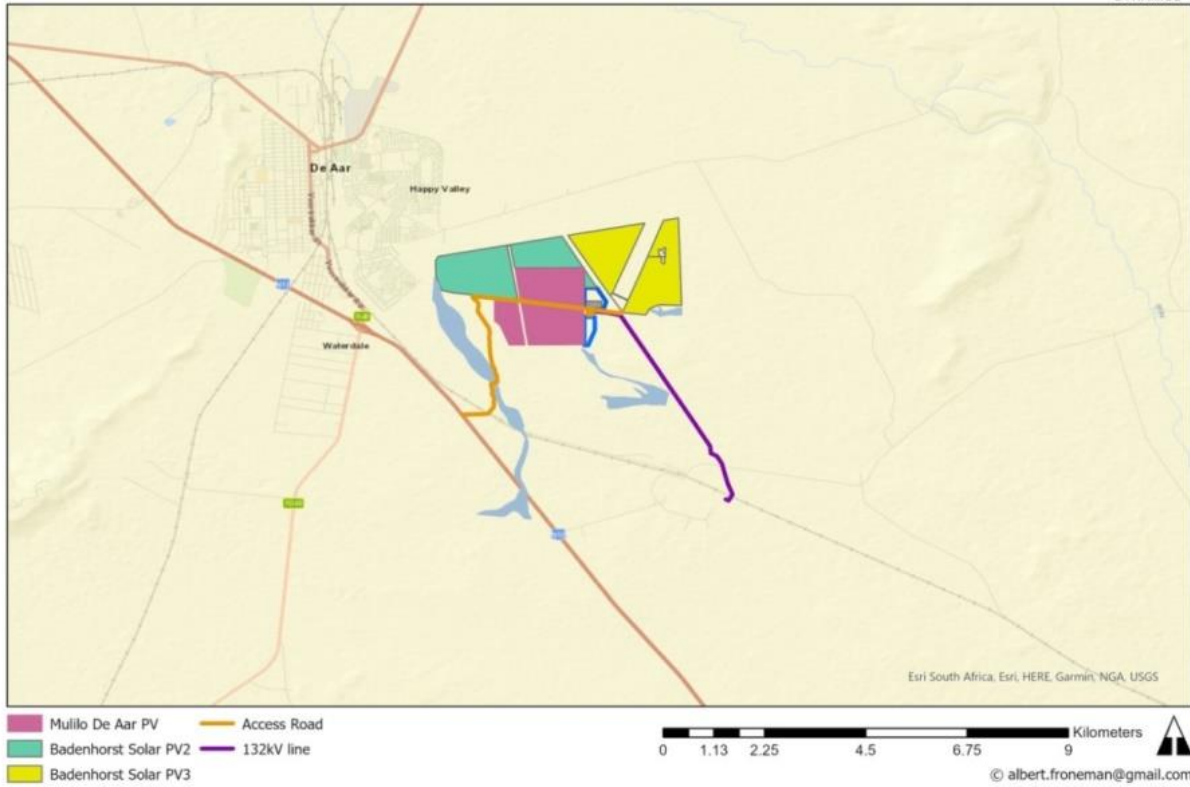 De Aar
Happy Valley
Waterdale
Esri South Africa, Esri, HERE, Garmin, NGA, USGS
Mulilo De Aar PV
Access Road
Badenhorst Solar PV2
132kV line
Badenhorst Solar PV3
Kilometers
0 1.13 2.25 4.5 6.75 9
© albert.froneman@gmail.com